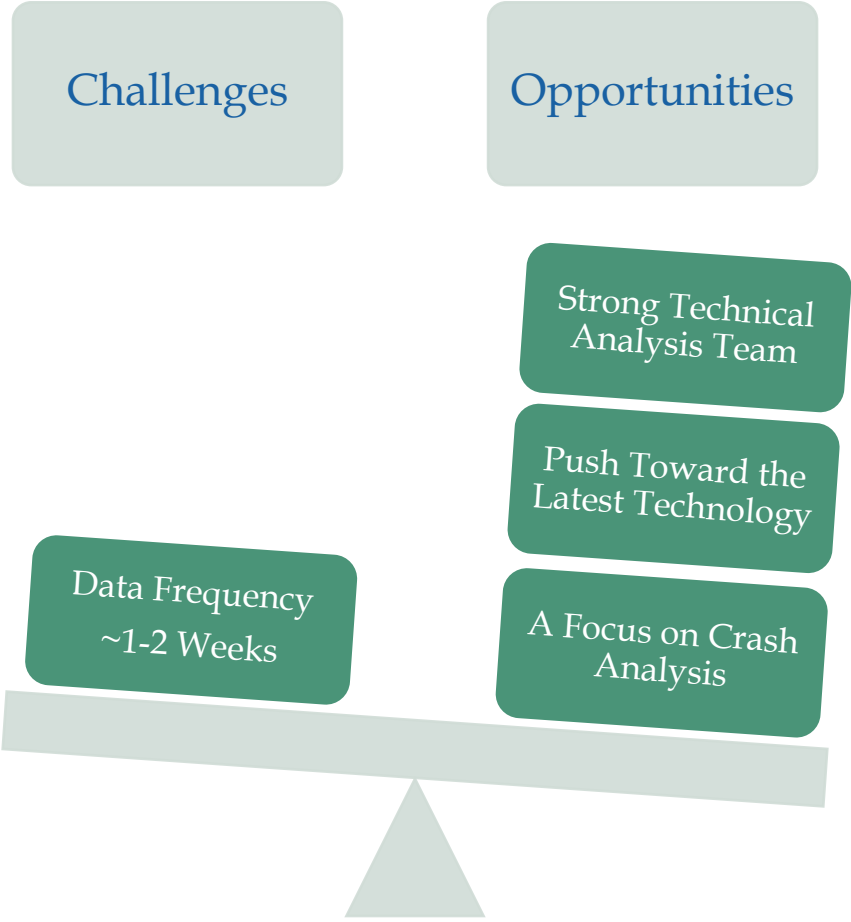 Challenges
Opportunities
Strong Technical
Analysis Team
Push Toward the
Latest Technology
Data Frequency
~1-2 Weeks
A Focus on Crash
Analysis